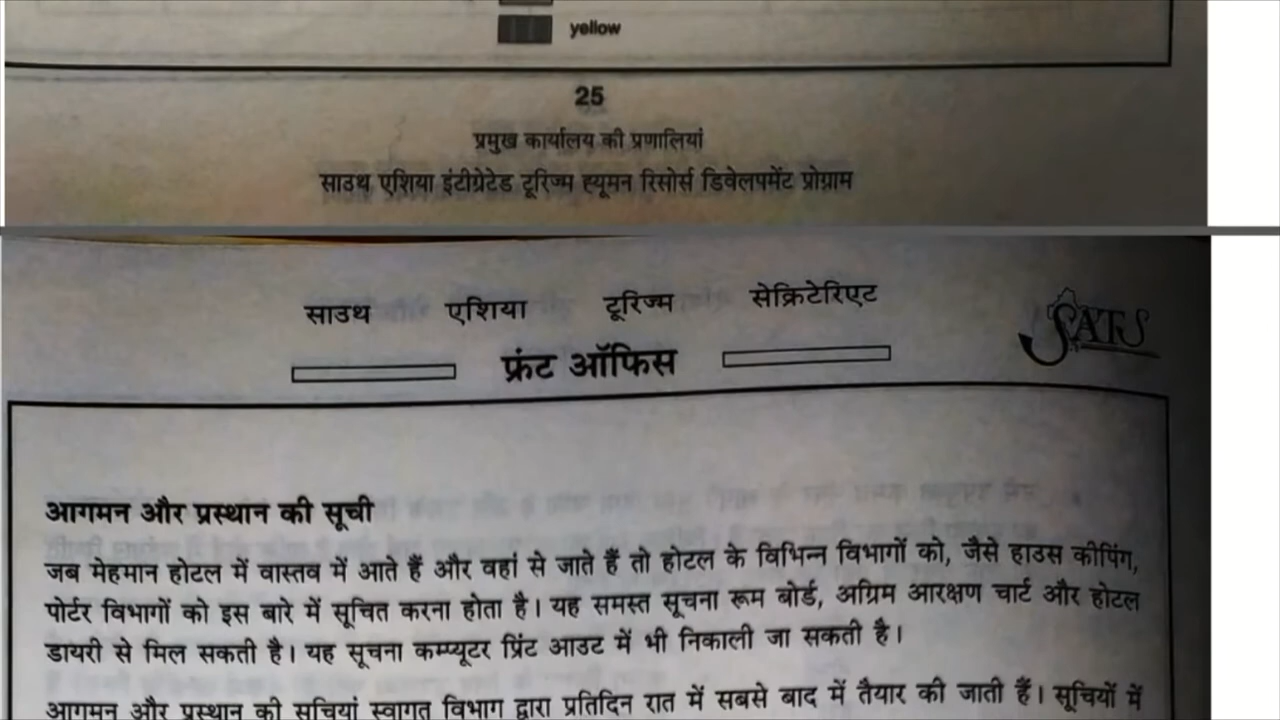 yellow
25
प्रमुख कार्यालय की प्रणालियां
साउथ एशिया इंटीग्रेटेड टूरिज्म ह्यूमन रिसोर्स डिवेलपमेंट प्रोग्राम
साउथ एशिया टूरिज्म सेक्रिटेरिएट
SATS
फ्रंट ऑफिस
आगमन और प्रस्थान की सूची
जब मेहमान होटल में वास्तव में आते हैं और वहां से जाते हैं तो होटल के विभिन्न विभागों को, जैसे हाउस कीपिंग,
पोर्टर विभागों को इस बारे में सूचित करना होता है। यह समस्त सूचना रूम बोर्ड, अग्रिम आरक्षण चार्ट और होटल
डायरी से मिल सकती है। यह सूचना कम्प्यूटर प्रिंट आउट में भी निकाली जा सकती है।
आगमन और प्रस्थान की सूचियां स्वागत विभाग द्वारा प्रतिदिन रात में सबसे बाद में तैयार की जाती हैं। सूचियों में